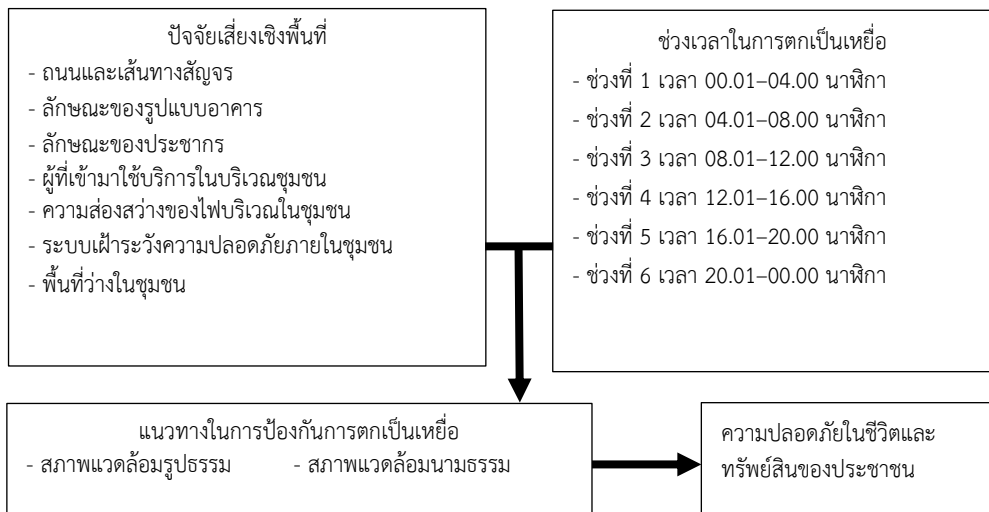 ปัจจัยเสี่ยงเชิงพื้นที่
- ถนนและเส้นทางสัญจร
- ลักษณะของรูปแบบอาคาร
- ลักษณะของประชากร
- ผู้ที่เข้ามาใช้บริการในบริเวณชุมชน
- ความส่องสว่างของไฟบริเวณในชุมชน
- ระบบเฝ้าระวังความปลอดภัยภายในชุมชน
- พื้นที่ว่างในชุมชน
ช่วงเวลาในการตกเป็นเหยื่อ
- ช่วงที่ 1 เวลา 00.01–04.00 นาฬิกา
- ช่วงที่ 2 เวลา 04.01–08.00 นาฬิกา
- ช่วงที่ 3 เวลา 08.01–12.00 นาฬิกา
- ช่วงที่ 4 เวลา 12.01–16.00 นาฬิกา
- ช่วงที่ 5 เวลา 16.01–20.00 นาฬิกา
- ช่วงที่ 6 เวลา 20.01–00.00 นาฬิกา
แนวทางในการป้องกันการตกเป็นเหยื่อ
- สภาพแวดล้อมรูปธรรม - สภาพแวดล้อมนามธรรม
ความปลอดภัยในชีวิตและ
ทรัพย์สินของประชาชน